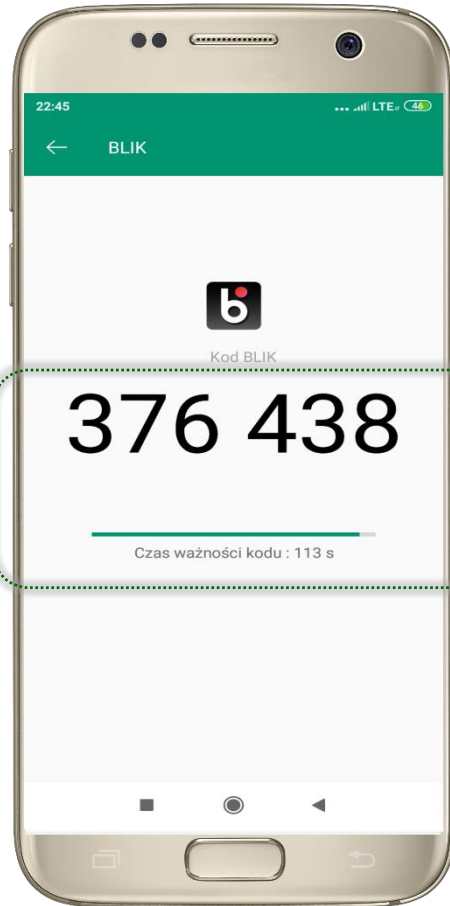 22:45 ... LTE 46
BLIK
b
Kod BLIK
376 438
Czas ważności kodu : 113 s